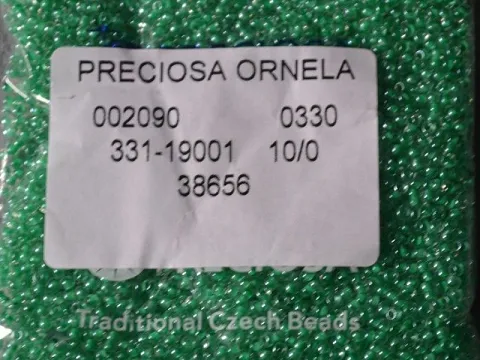 PRECIOSA ORNELA
002090 0330
331-19001 10/0
38656
Traditional Czech Beads